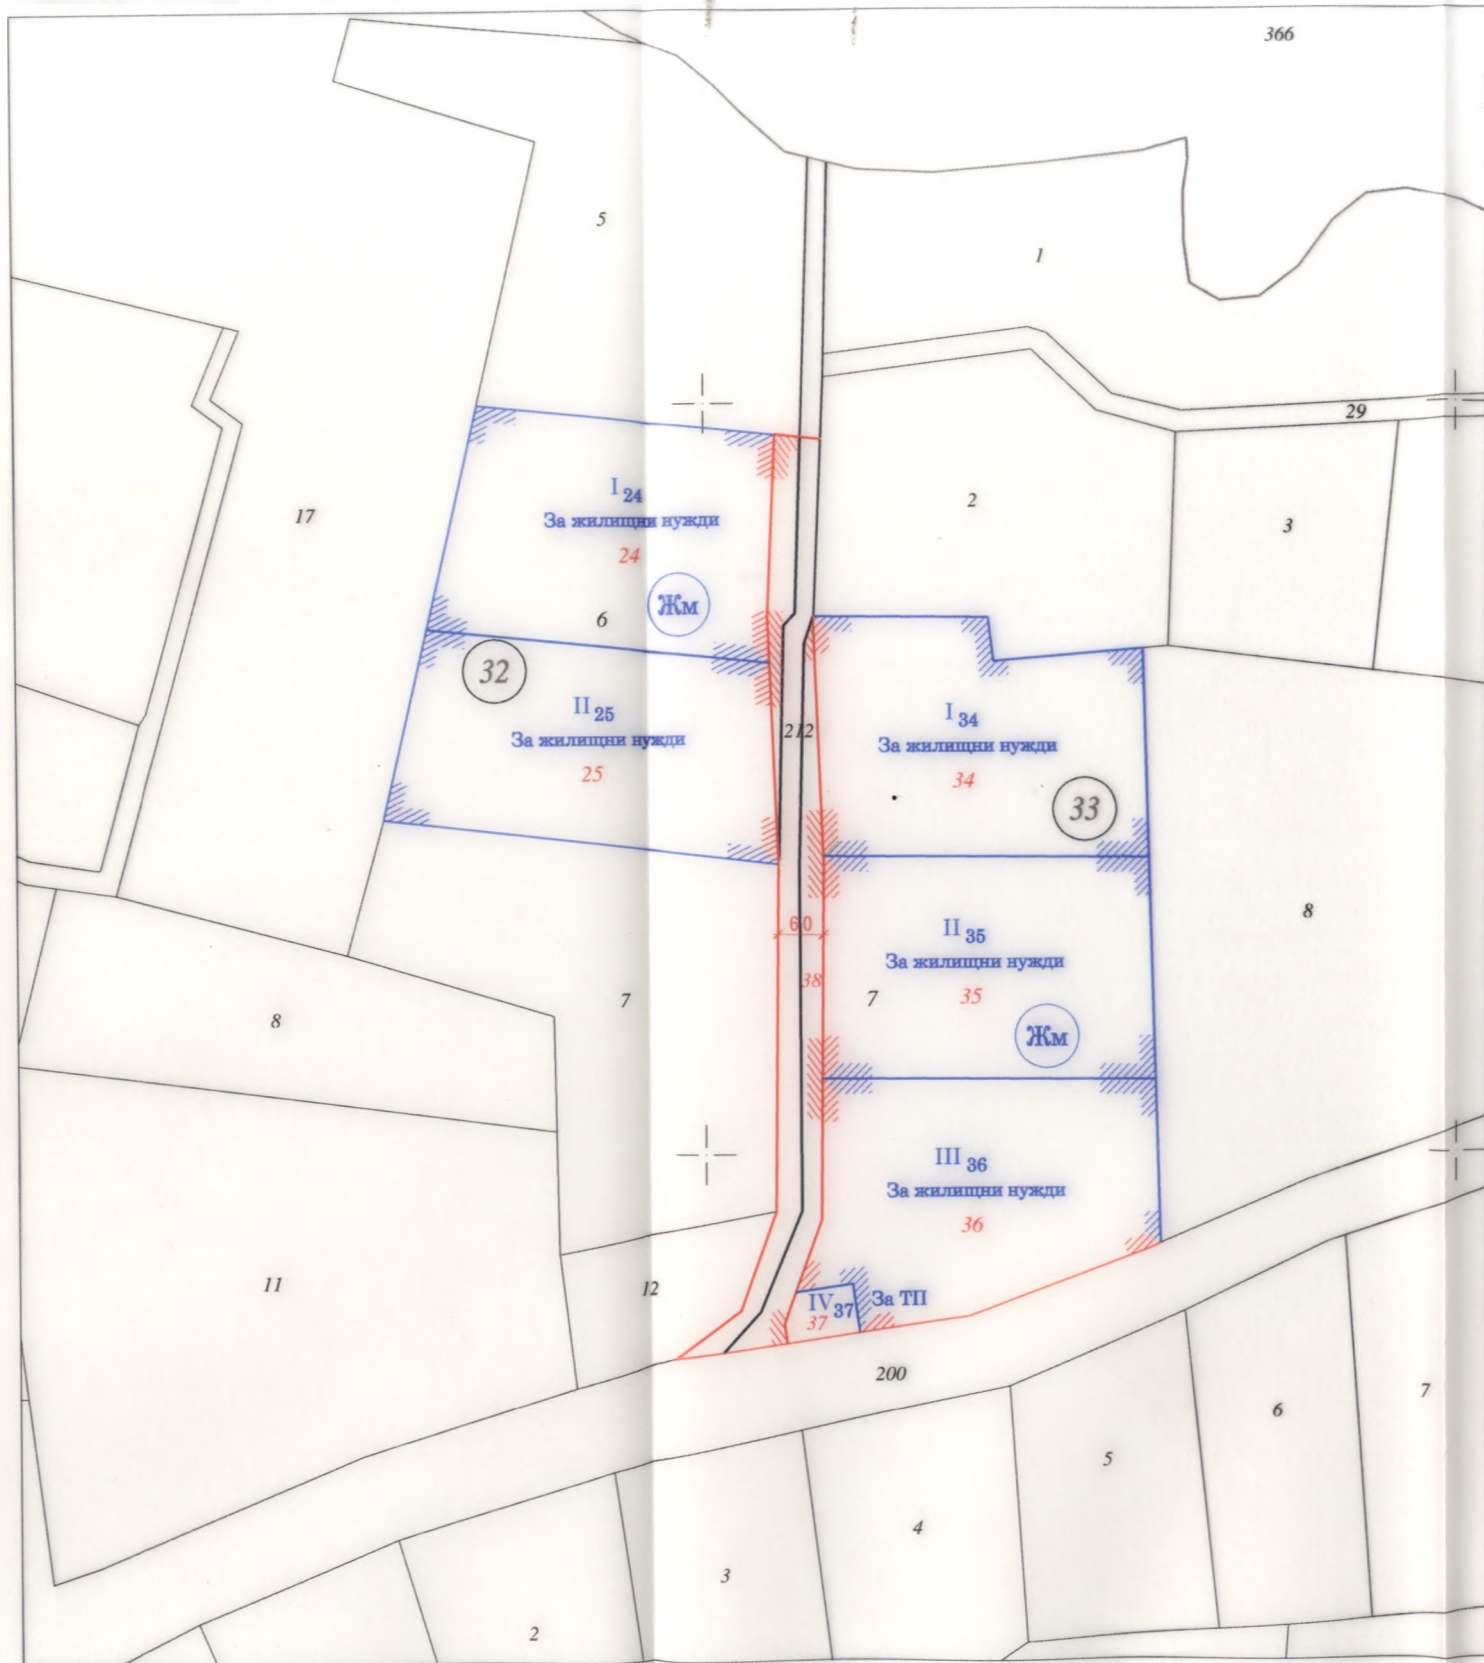 366
5
1
29
2
3
17
I 24
За жилищни нужди
24
Жм
6
32
II 25
За жилищни нужди
25
212
I 34
За жилищни нужди
34
33
8
II 35
За жилищни нужди
35
Жм
60
38
7
7
8
III 36
За жилищни нужди
36
11
12
IV 37
За ТП
37
200
7
6
5
4
3
2